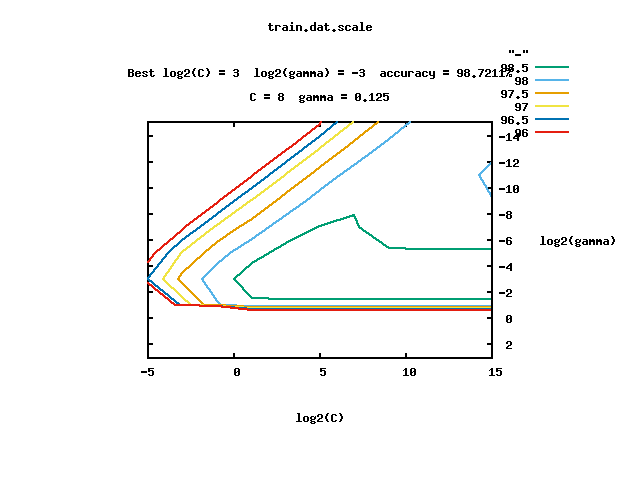 train.dat.scale
"-"
Best log2(C) = 3 log2(gamma) = -3 accuracy = 98.7211%
98.5
98
97.5
97
96.5
96
C = 8 gamma = 0.125
-14
-12
-10
-8
-6
-4
-2
0
2
log2(gamma)
-5 0 5 10 15
log2(C)